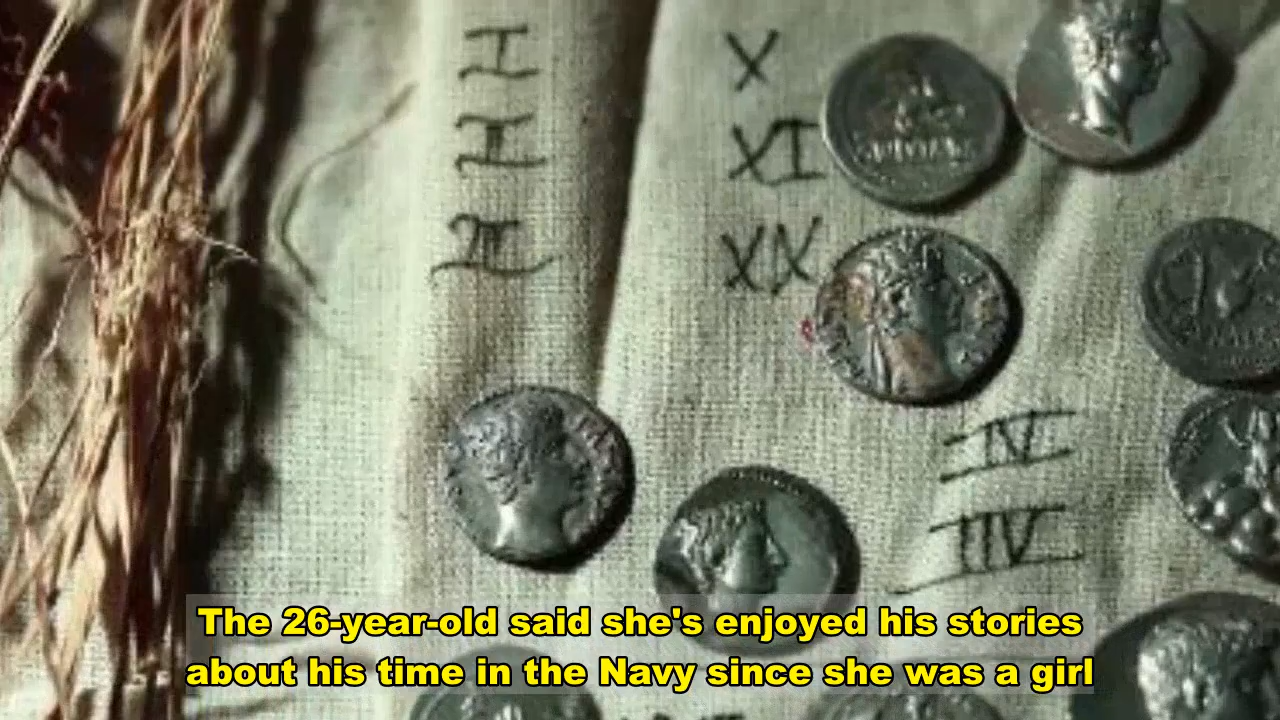 I
II
III
X
XI
XX
IV
IIV
The 26-year-old said she's enjoyed his stories
about his time in the Navy since she was a girl